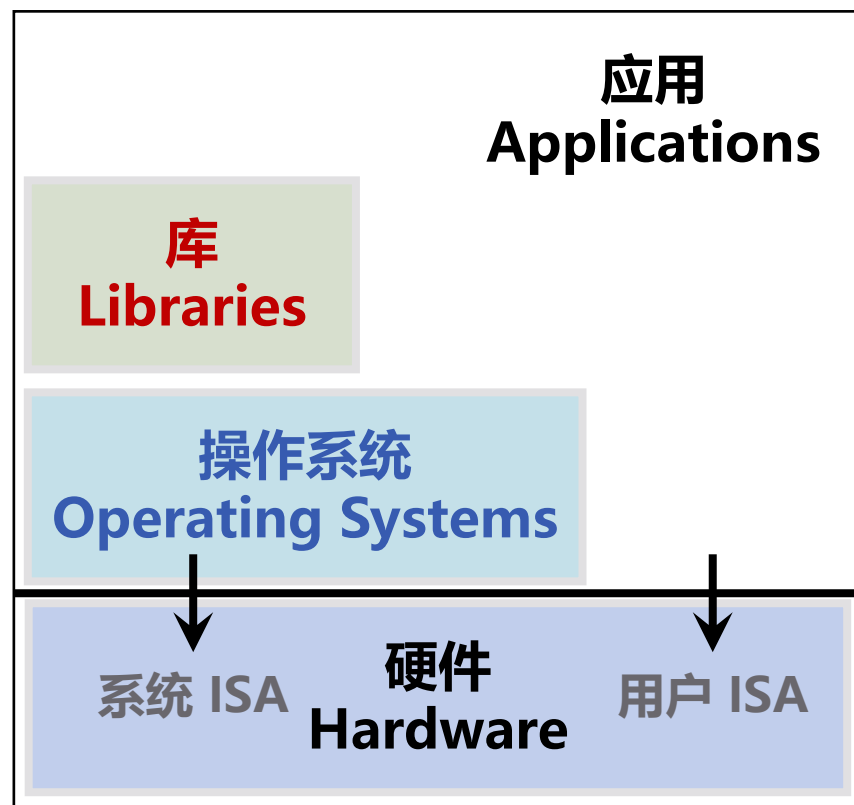 应用
Applications
库
Libraries
操作系统
Operating Systems
硬件
系统 ISA
Hardware
用户 ISA